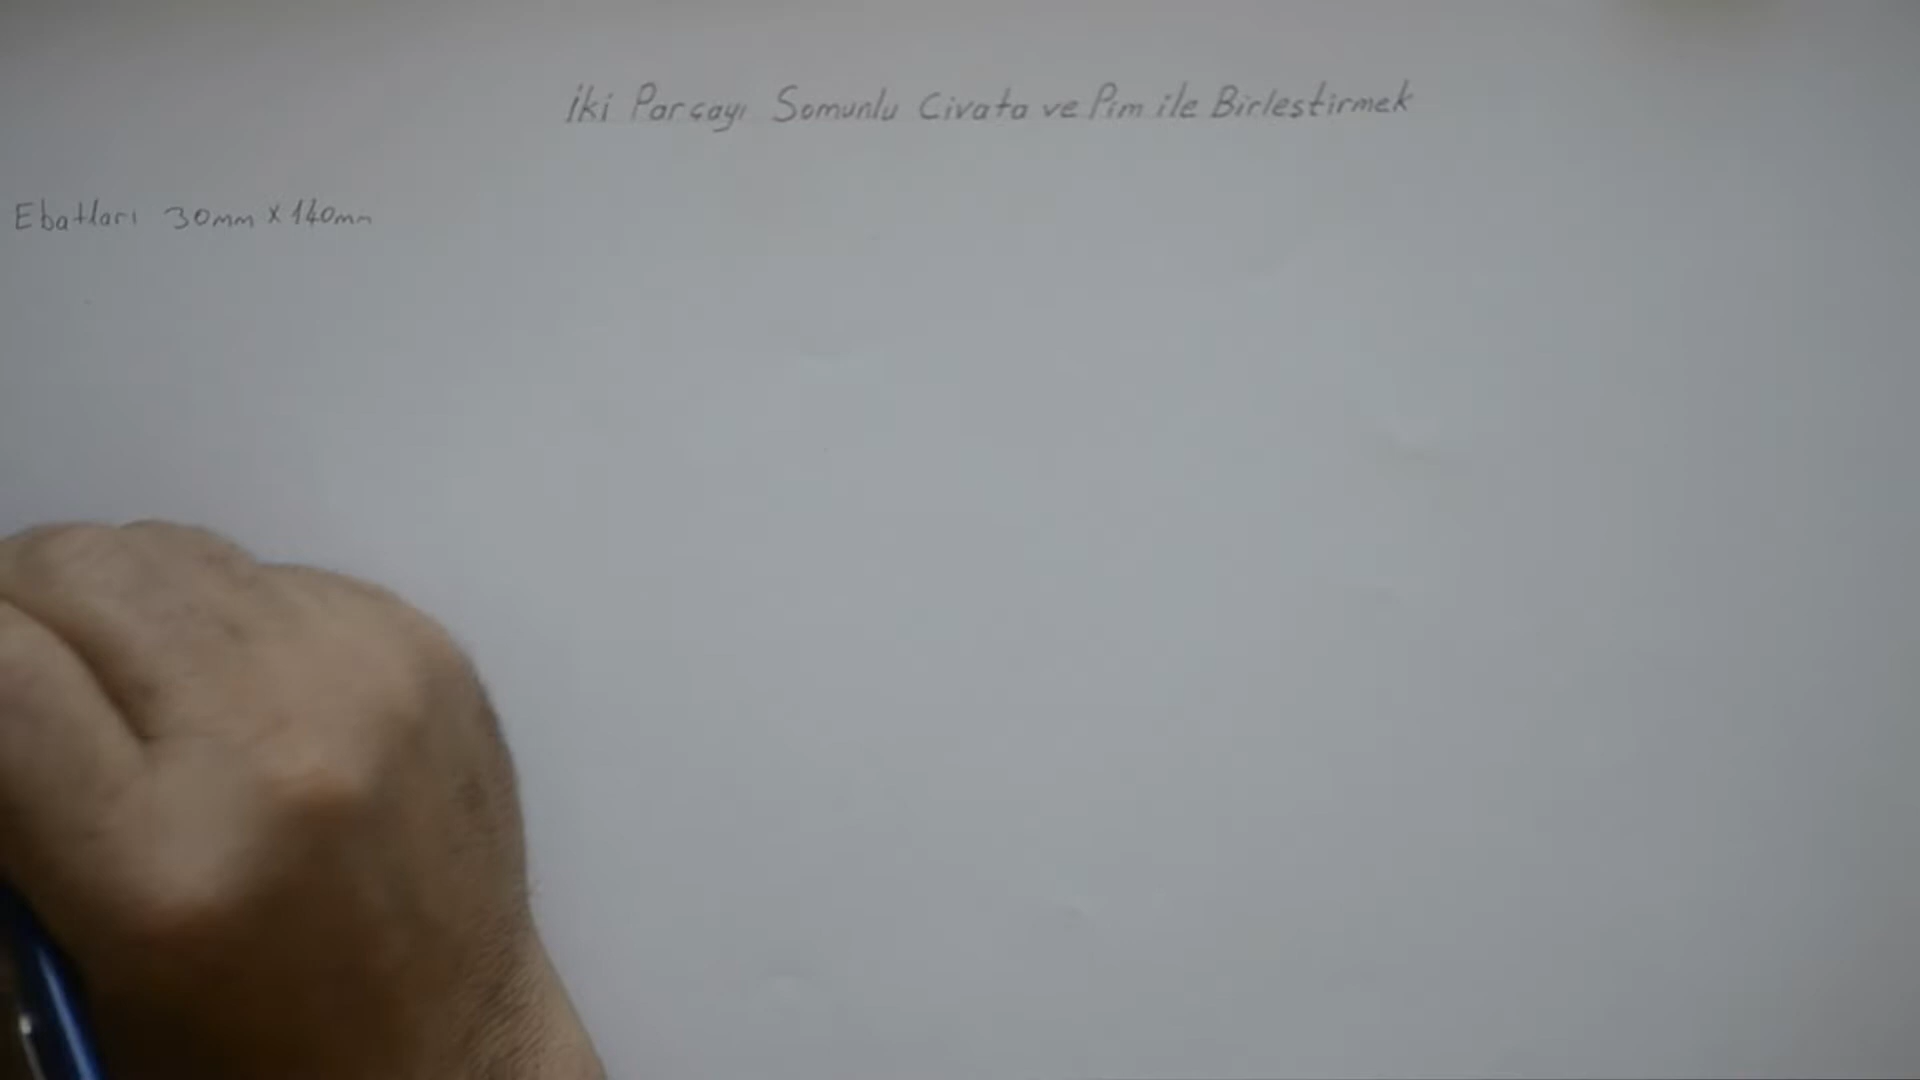 İki Parçayı Somunlu Civata ve Pim ile Birleştirmek
Ebatları 30mm x 140mm